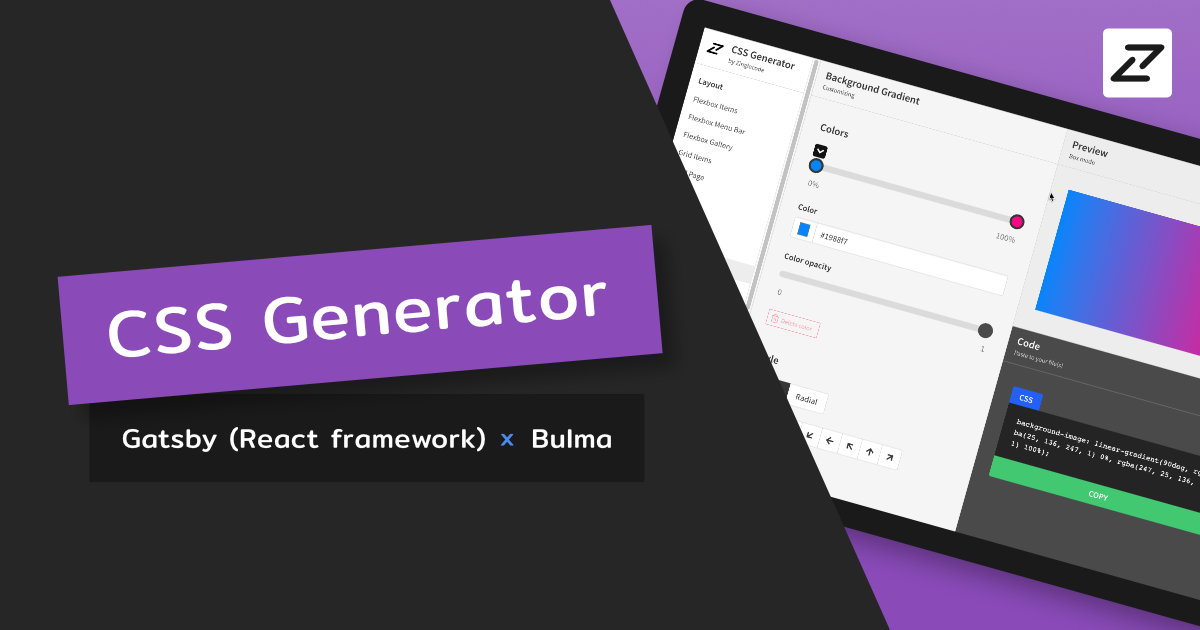 CSS Generator
Gatsby (React framework) x Bulma
CSS Generator
by Zinglecode
Layout
Flexbox Items
Flexbox Menu Bar
Flexbox Gallery
Grid Items
Page
Background Gradient
Customizing
Colors
0%
100%
Color
#1988f7
Color opacity
0
1
Delete color
Radial
Preview
Box mode
Code
Paste to your file(s)
CSS
background-image: linear-gradient(90deg,
ba(25, 136, 247, 1) 0%, rgba(247, 25, 136,
1) 100%);
COPY